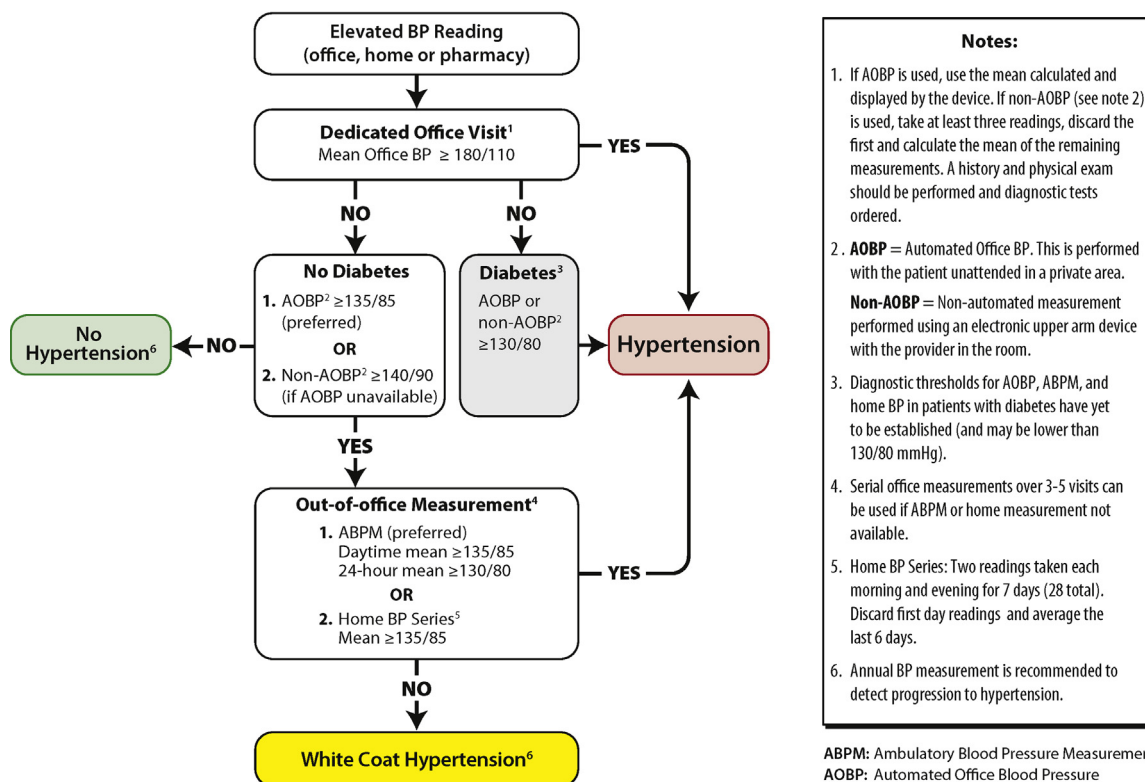 Elevated BP Reading
(office, home or pharmacy)
Dedicated Office Visit¹
Mean Office BP ≥ 180/110
YES
NO
NO
No Diabetes
1. AOBP² ≥135/85
(preferred)
OR
2. Non-AOBP² ≥140/90
(if AOBP unavailable)
Diabetes³
AOBP or
non-AOBP²
≥130/80
Hypertension
NO
No
Hypertension⁶
YES
Out-of-office Measurement⁴
1. ABPM (preferred)
Daytime mean ≥135/85
24-hour mean ≥130/80
OR
2. Home BP Series⁵
Mean ≥135/85
YES
NO
White Coat Hypertension⁶
Notes:
1. If AOBP is used, use the mean calculated and
displayed by the device. If non-AOBP (see note 2)
is used, take at least three readings, discard the
first and calculate the mean of the remaining
measurements. A history and physical exam
should be performed and diagnostic tests
ordered.
2. AOBP = Automated Office BP. This is performed
with the patient unattended in a private area.
Non-AOBP = Non-automated measurement
performed using an electronic upper arm device
with the provider in the room.
3. Diagnostic thresholds for AOBP, ABPM, and
home BP in patients with diabetes have yet
to be established (and may be lower than
130/80 mmHg).
4. Serial office measurements over 3-5 visits can
be used if ABPM or home measurement not
available.
5. Home BP Series: Two readings taken each
morning and evening for 7 days (28 total).
Discard first day readings and average the
last 6 days.
6. Annual BP measurement is recommended to
detect progression to hypertension.
ABPM: Ambulatory Blood Pressure Measuremen
AOBP: Automated Office Blood Pressure